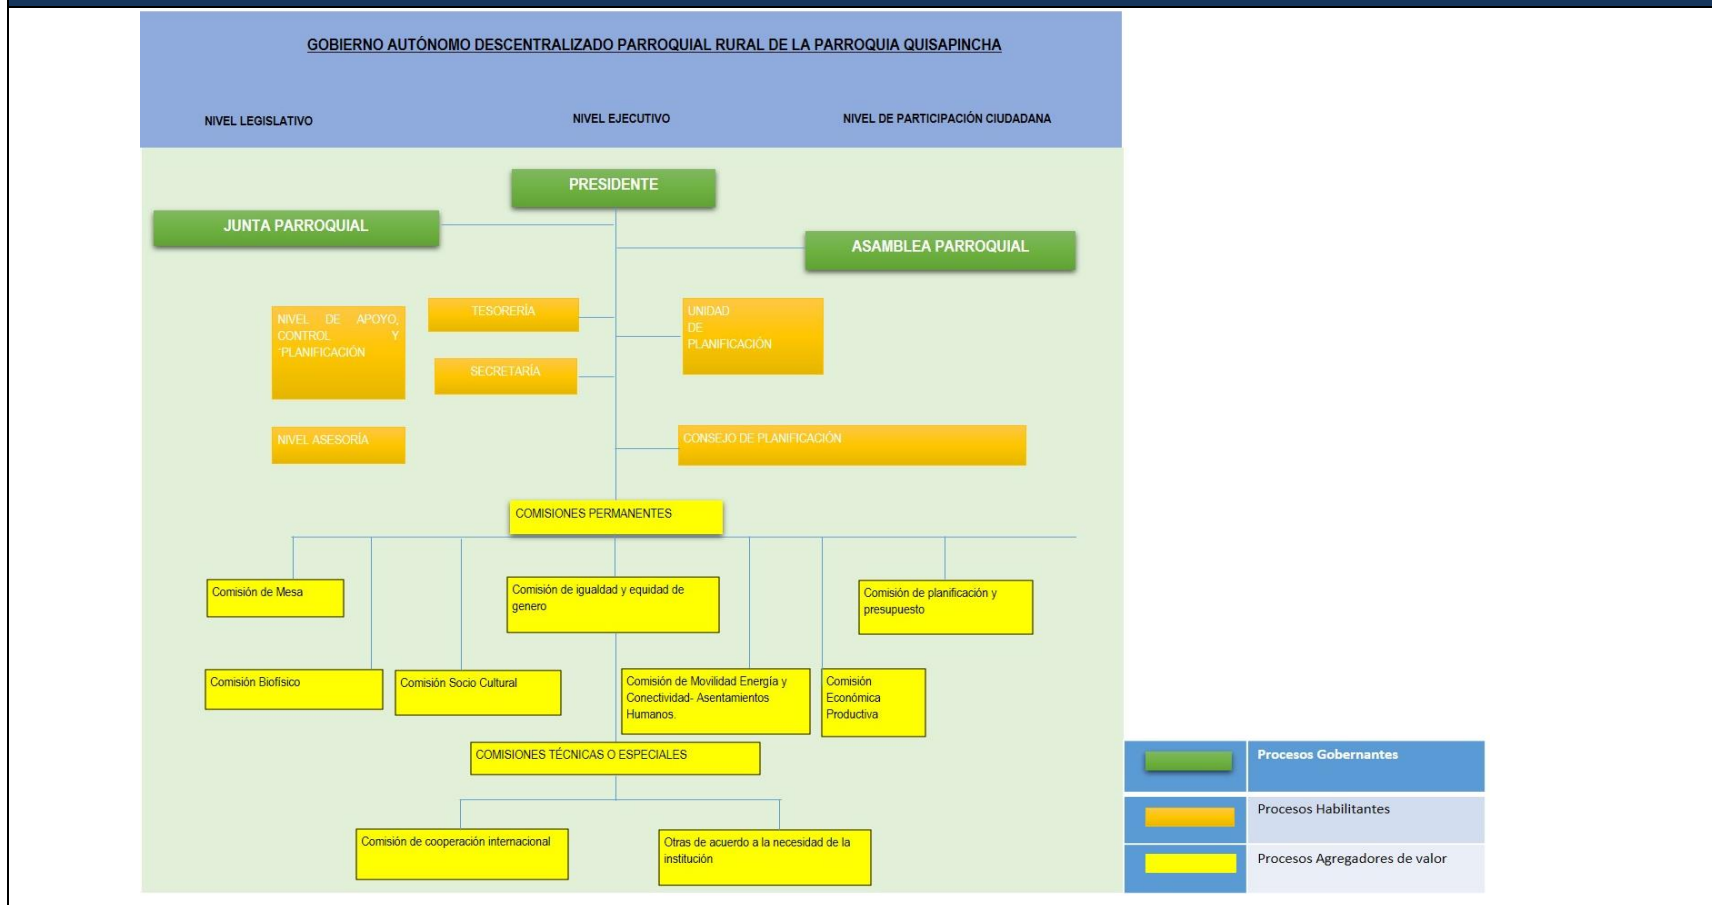 GOBIERNO AUTÓNOMO DESCENTRALIZADO PARROQUIAL RURAL DE LA PARROQUIA QUISAPINCHA
NIVEL LEGISLATIVO
NIVEL EJECUTIVO
NIVEL DE PARTICIPACIÓN CIUDADANA
PRESIDENTE
JUNTA PARROQUIAL
ASAMBLEA PARROQUIAL
NIVEL DE APOYO,
CONTROL Y
´PLANIFICACIÓN
TESORERÍA
UNIDAD
DE
PLANIFICACIÓN
SECRETARÍA
NIVEL ASESORÍA
CONSEJO DE PLANIFICACIÓN
COMISIONES PERMANENTES
Comisión de Mesa
Comisión de igualdad y equidad de
genero
Comisión de planificación y
presupuesto
Comisión Biofísico
Comisión Socio Cultural
Comisión de Movilidad Energía y
Conectividad- Asentamientos
Humanos.
Comisión
Económica
Productiva
COMISIONES TÉCNICAS O ESPECIALES
Comisión de cooperación internacional
Otras de acuerdo a la necesidad de la
institución
Procesos Gobernantes
Procesos Habilitantes
Procesos Agregadores de valor